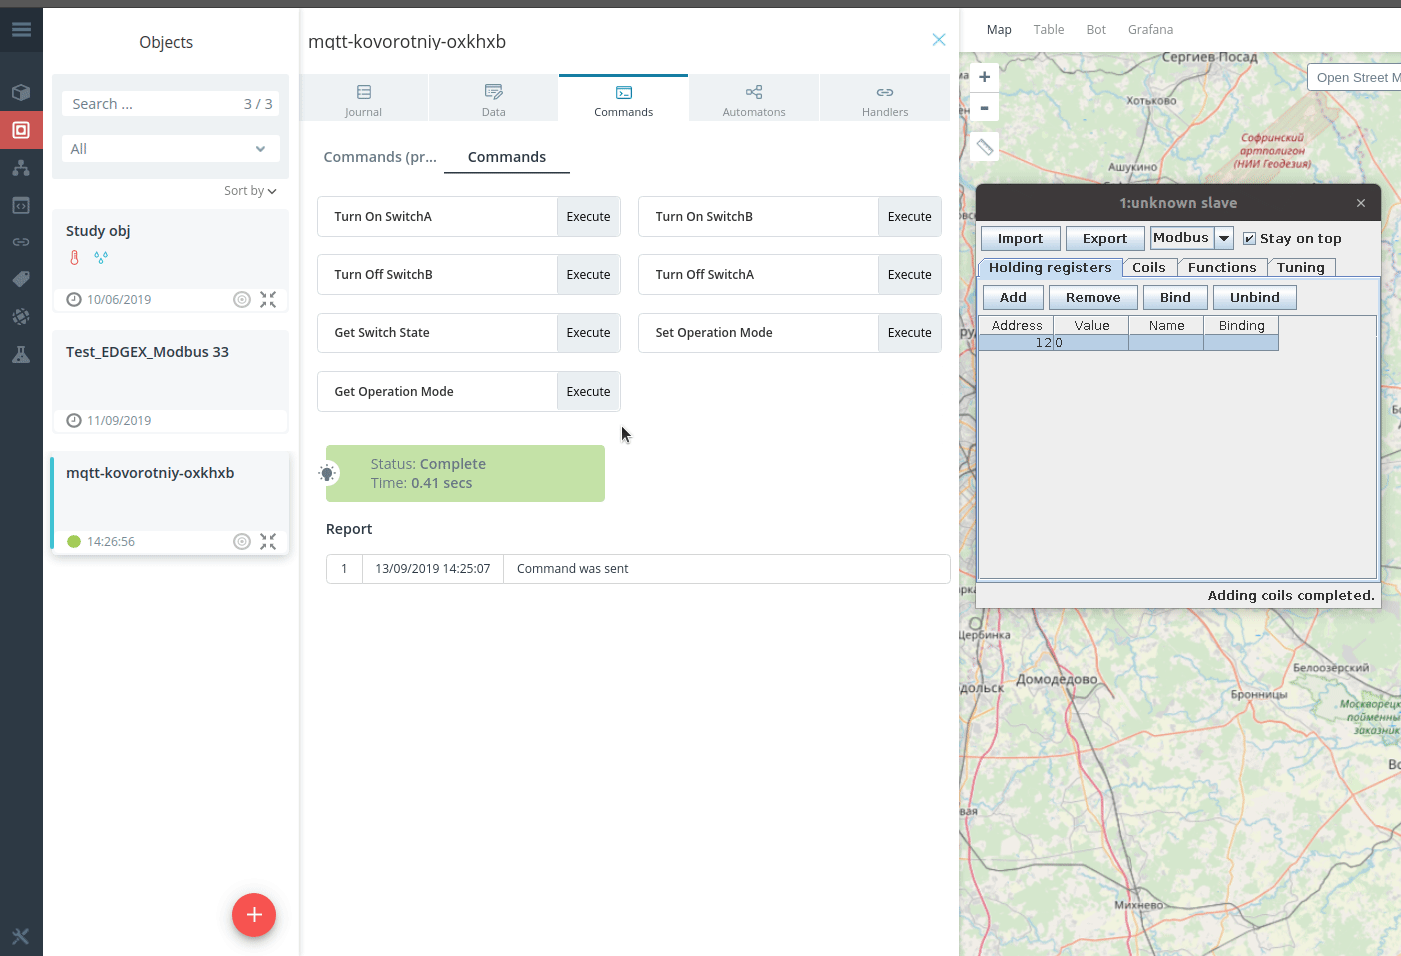 Objects
Search ...
3 / 3
All
Sort by
Study obj
10/06/2019
Test_EDGEX_Modbus 33
11/09/2019
mqtt-kovorotniy-oxkhxb
14:26:56
mqtt-kovorotniy-oxkhxb
Journal
Data
Commands
Automatons
Handlers
Commands (pr...
Commands
Turn On SwitchA
Execute
Turn On SwitchB
Execute
Turn Off SwitchB
Execute
Turn Off SwitchA
Execute
Get Switch State
Execute
Set Operation Mode
Execute
Get Operation Mode
Execute
Status: Complete
Time: 0.41 secs
Report
1
13/09/2019 14:25:07
Command was sent
Map
Table
Bot
Grafana
Open Street M
Сергиев Посад
Хотьково
Софринский
артполигон
(НИИ Геодезия)
Ашукино
1:unknown slave
Import
Export
Modbus
Stay on top
Holding registers
Coils
Functions
Tuning
Add
Remove
Bind
Unbind
Address
Value
Name
Binding
12
0
Adding coils completed.
Щербинка
дольск
Домодедово
Белоозёрский
Бронницы
Москворец
пойменны
заказник
Во
вая
Михнево